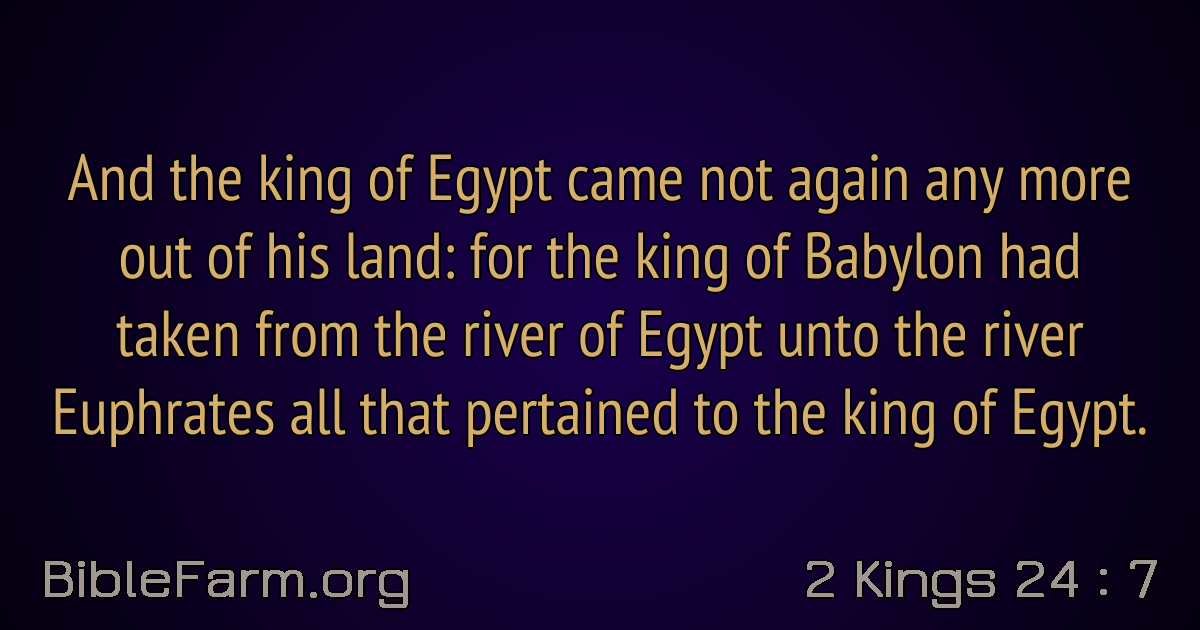 And the king of Egypt came not again any more
out of his land: for the king of Babylon had
taken from the river of Egypt unto the river
Euphrates all that pertained to the king of Egypt.
BibleFarm.org
2 Kings 24 : 7